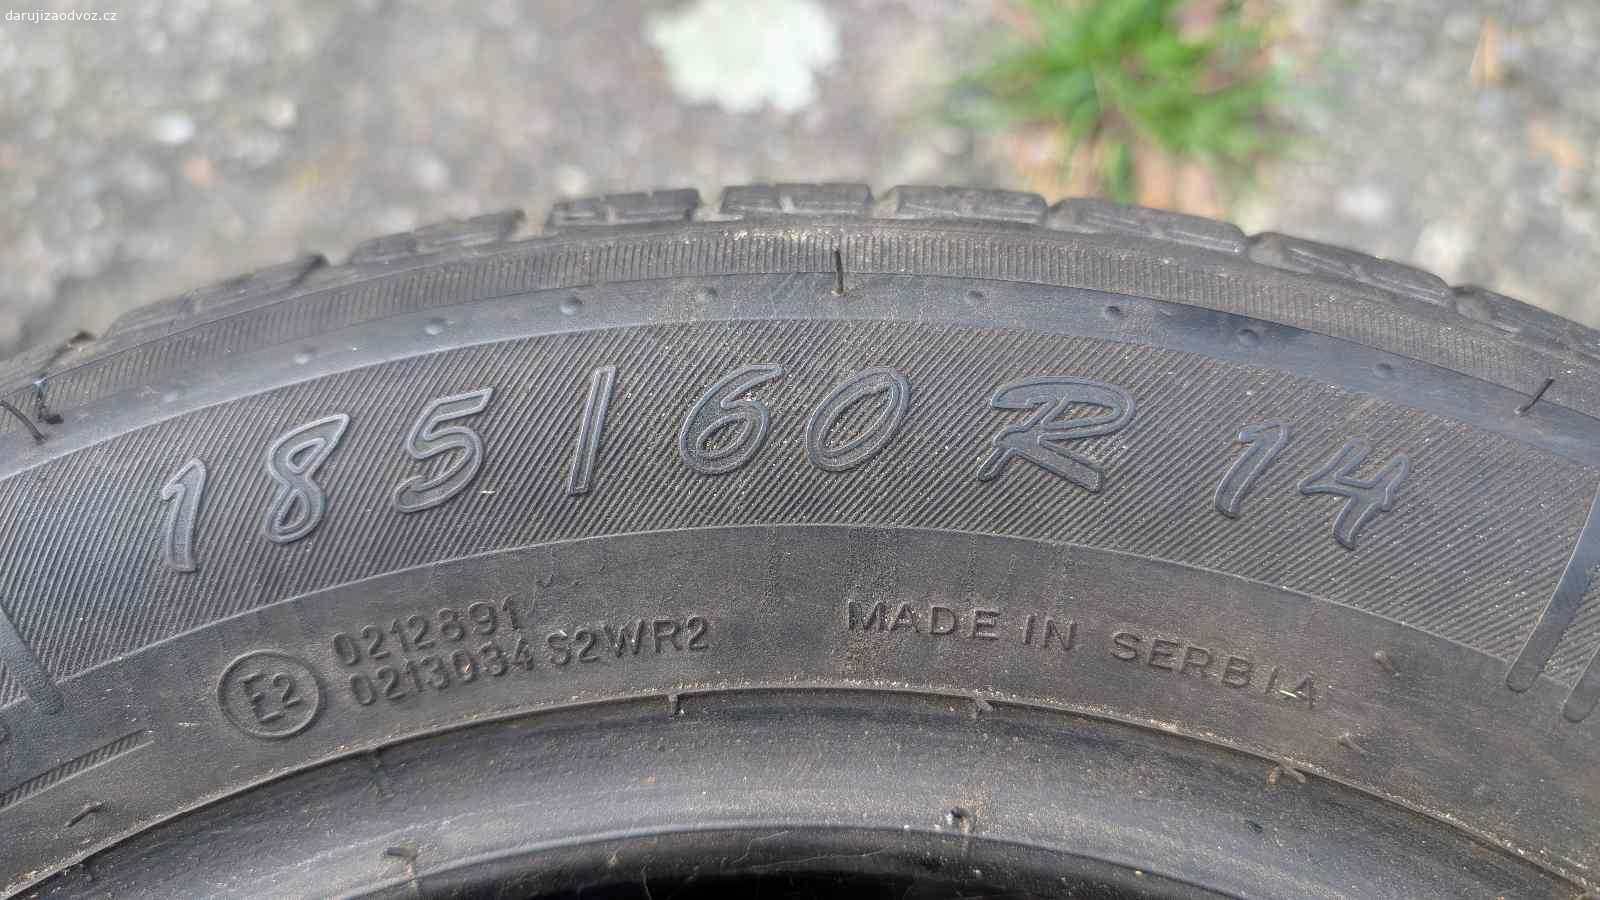 darujizaodvoz.cz
185/60 R 14
E2
0212891
0213034 S2WR2
MADE IN SERBIA